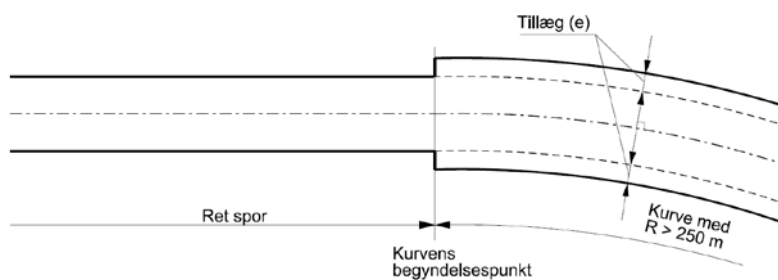 Tillæg (e)
Ret spor
Kurvens
begyndelsespunkt
Kurve med
R > 250 m